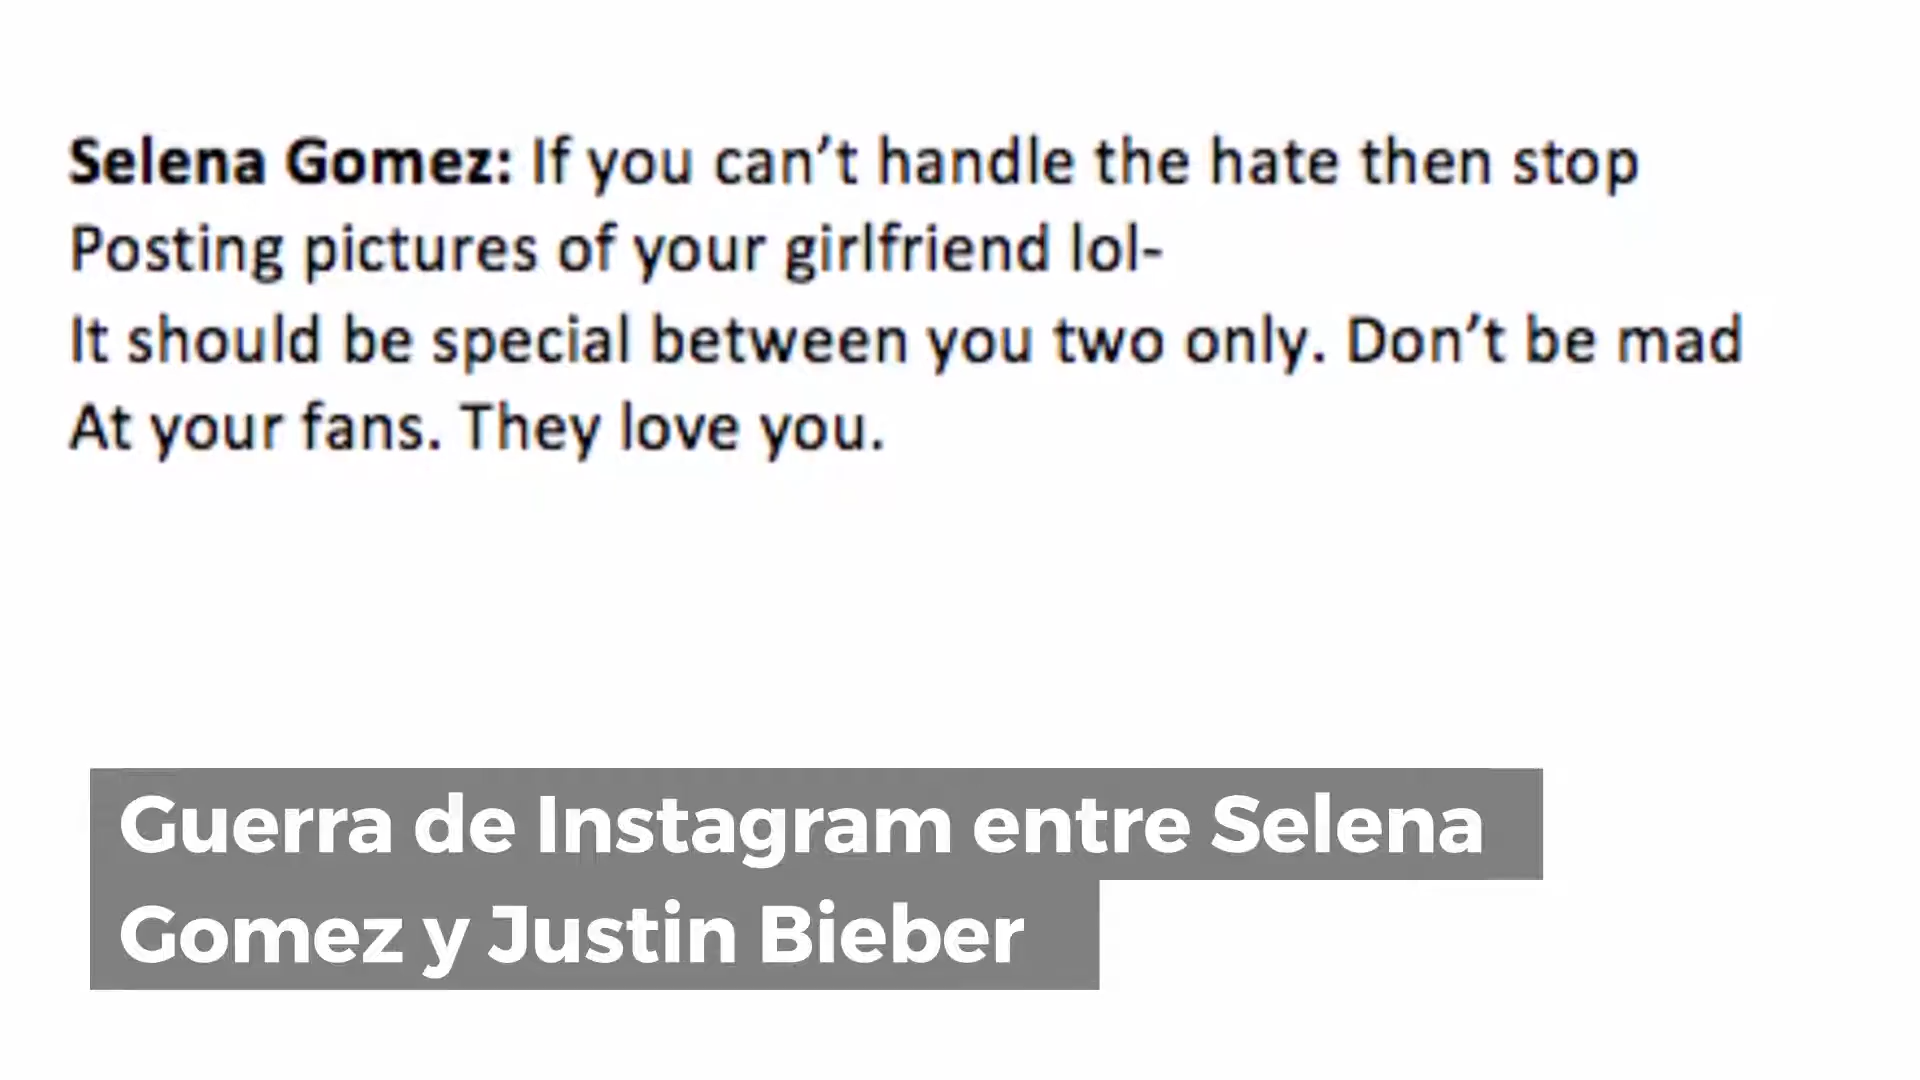 Selena Gomez: If you can’t handle the hate then stop
Posting pictures of your girlfriend lol-
It should be special between you two only. Don’t be mad
At your fans. They love you.
Guerra de Instagram entre Selena
Gomez y Justin Bieber